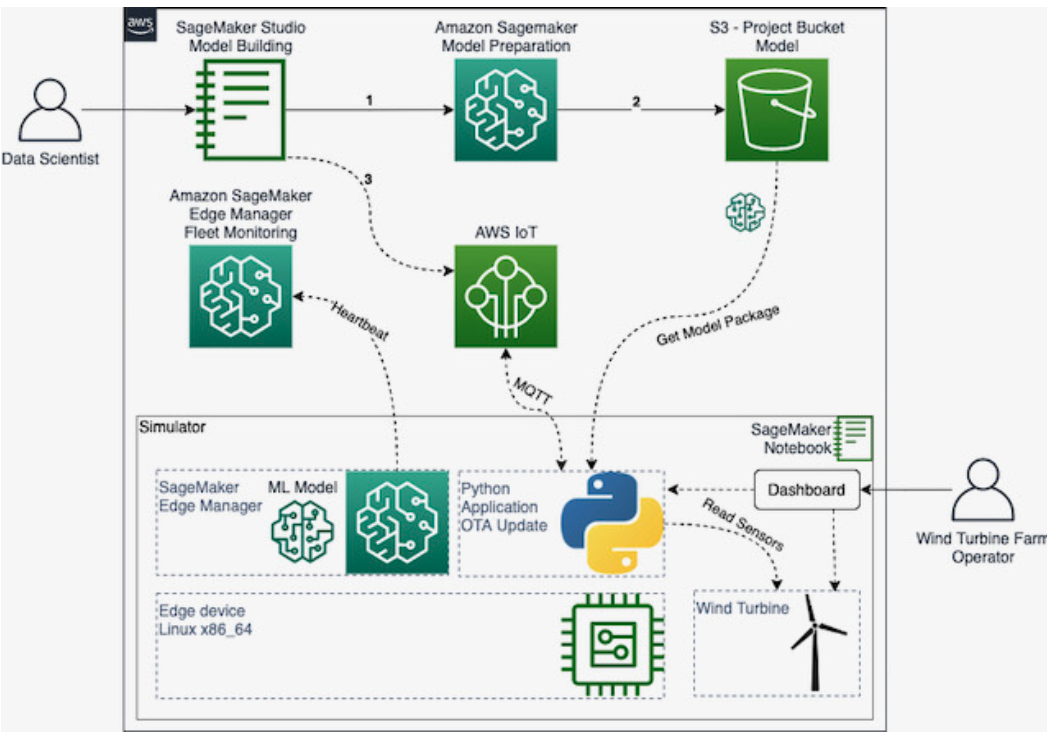 aws
SageMaker Studio
Model Building
Amazon Sagemaker
Model Preparation
S3 - Project Bucket
Model
1
2
Data Scientist
3
Amazon SageMaker
Edge Manager
Fleet Monitoring
AWS IoT
Heartbeat
Get Model Package
MQTT
Simulator
SageMaker
Notebook
SageMaker
Edge Manager
ML Model
Python
Application
OTA Update
Dashboard
Read Sensors
Wind Turbine Farm
Operator
Edge device
Linux x86_64
Wind Turbine